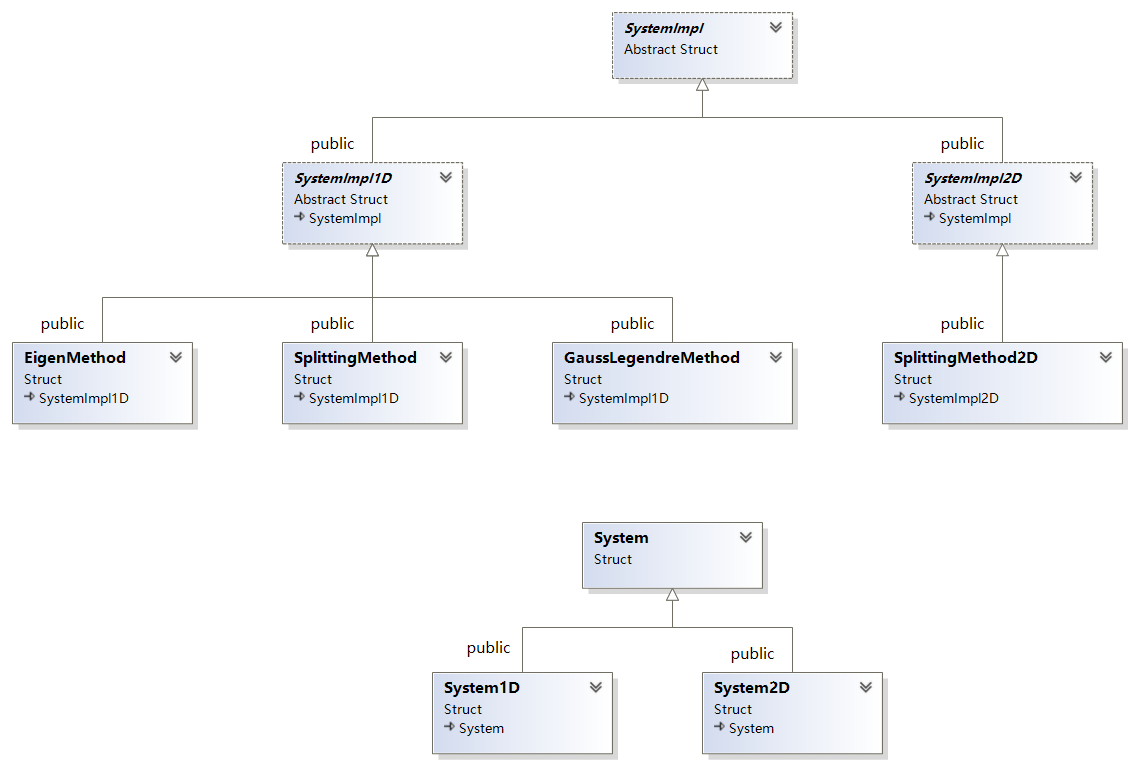 SystemImpl
Abstract Struct
public
public
SystemImpl1D
Abstract Struct
SystemImpl
SystemImpl2D
Abstract Struct
SystemImpl
public
public
public
public
EigenMethod
Struct
SystemImpl1D
SplittingMethod
Struct
SystemImpl1D
GaussLegendreMethod
Struct
SystemImpl1D
SplittingMethod2D
Struct
SystemImpl2D
System
Struct
public
public
System1D
Struct
System
System2D
Struct
System